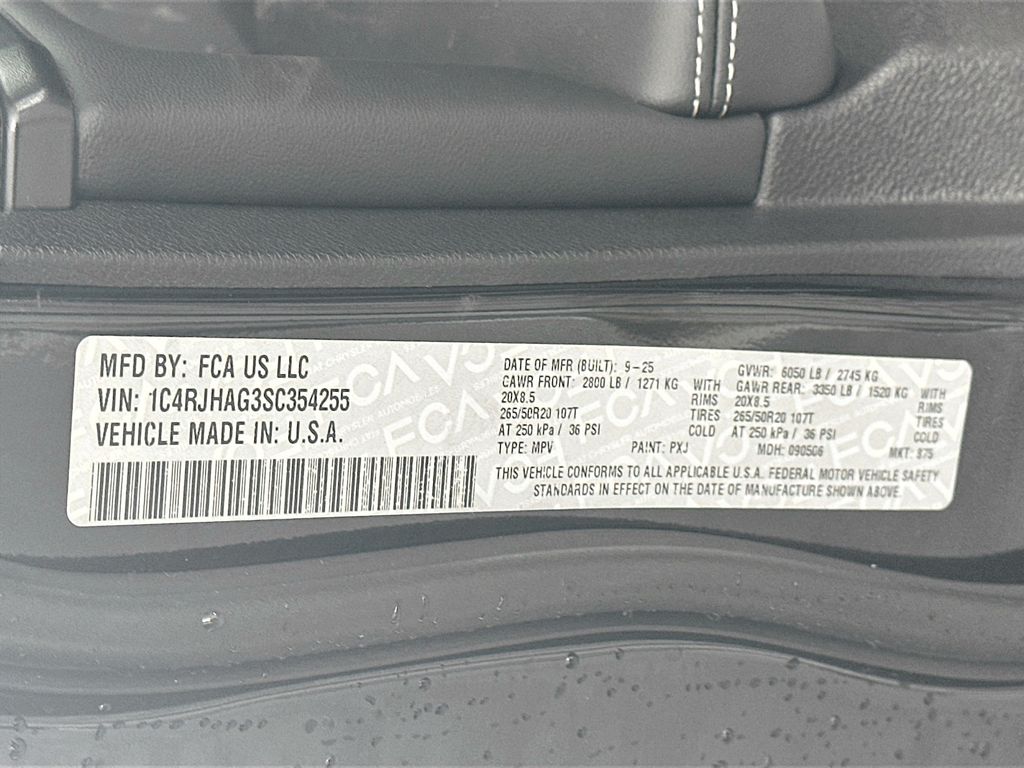 MFD BY: FCA US LLC
VIN: 1C4RJHAG3SC354255
VEHICLE MADE IN: U.S.A.
DATE OF MFR (BUILT): 9-25 GVWR: 6050 LB / 2745 KG
GAWR FRONT: 2800 LB / 1271 KG WITH GAWR REAR: 3350 LB / 1520 KG WITH
20X8.5 RIMS 20X8.5 RIMS
265/50R20 107T TIRES 265/50R20 107T TIRES
AT 250 kPa / 36 PSI COLD AT 250 kPa / 36 PSI COLD
TYPE: MPV PAINT: PXJ MDH: 090506 MKT: 875
THIS VEHICLE CONFORMS TO ALL APPLICABLE U.S.A. FEDERAL MOTOR VEHICLE SAFETY
STANDARDS IN EFFECT ON THE DATE OF MANUFACTURE SHOWN ABOVE.